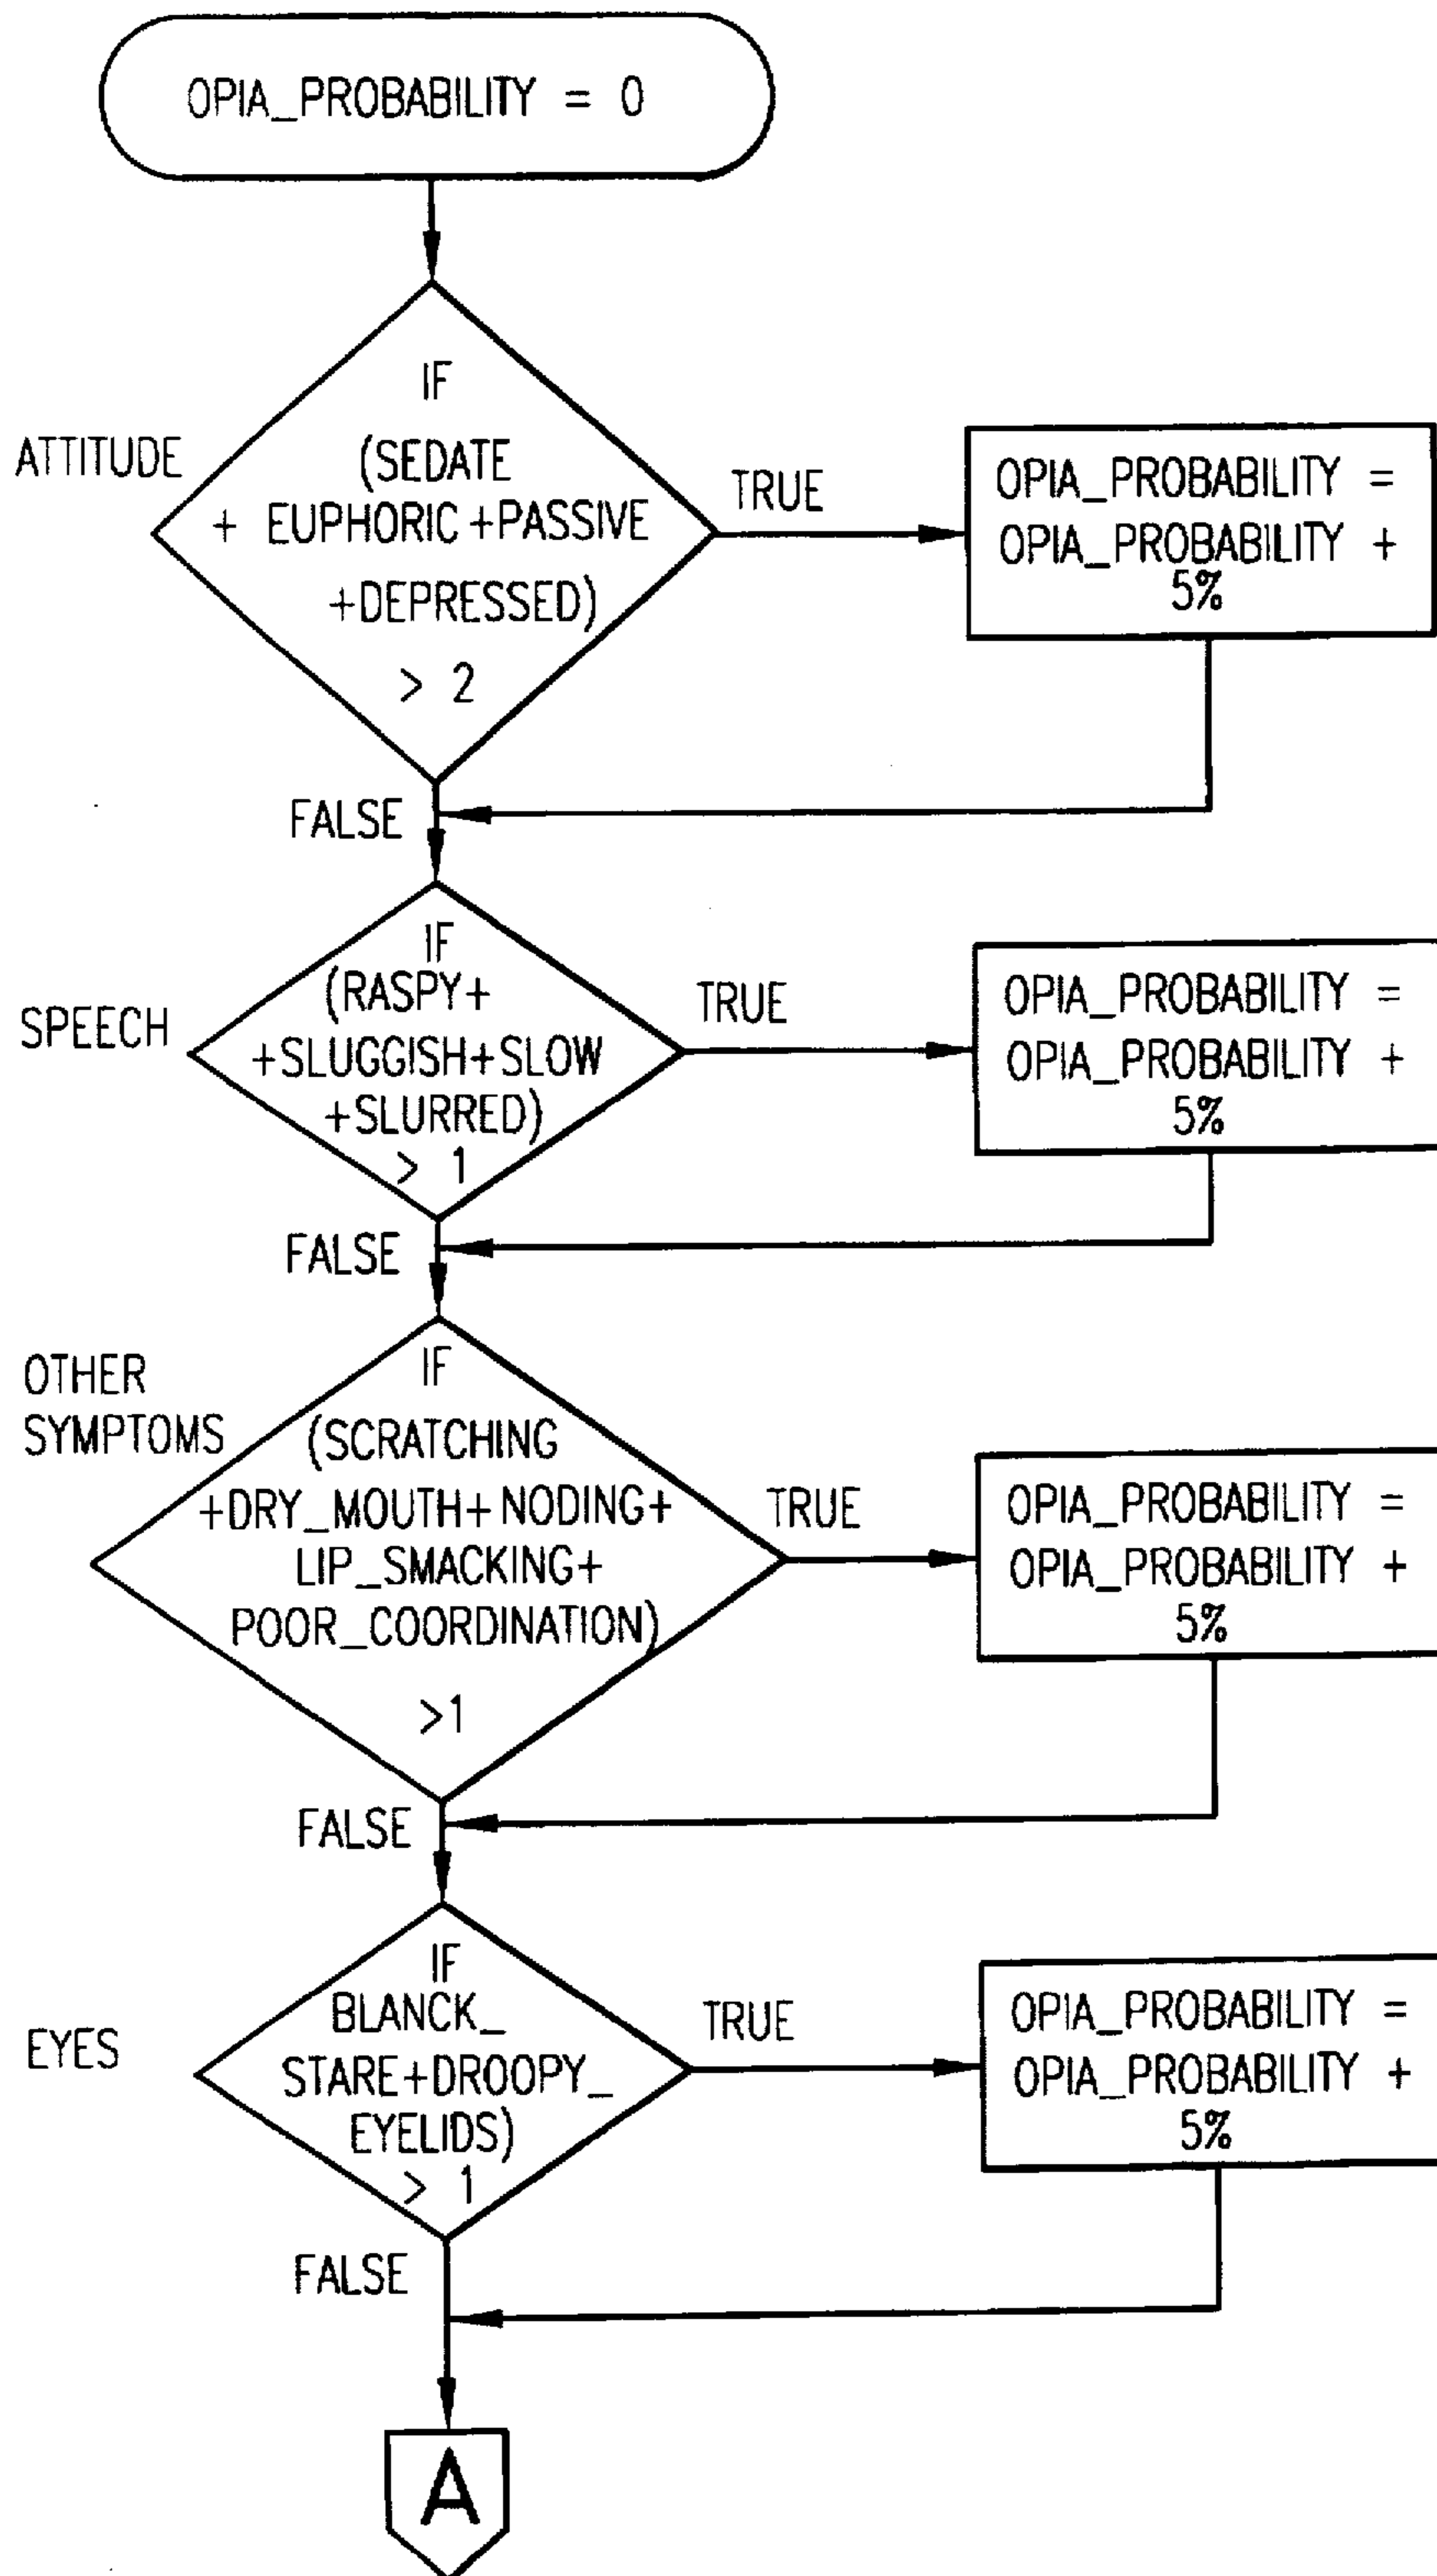 OPIA_PROBABILITY = 0
IF
ATTITUDE
(SEDATE
+ EUPHORIC +PASSIVE
+DEPRESSED)
> 2
TRUE
OPIA_PROBABILITY =
OPIA_PROBABILITY +
5%
FALSE
IF
SPEECH
(RASPY+
+SLUGGISH+SLOW
+SLURRED)
> 1
TRUE
OPIA_PROBABILITY =
OPIA_PROBABILITY +
5%
FALSE
OTHER
SYMPTOMS
IF
(SCRATCHING
+DRY_MOUTH+NODING+
LIP_SMACKING+
POOR_COORDINATION)
>1
TRUE
OPIA_PROBABILITY =
OPIA_PROBABILITY +
5%
FALSE
EYES
IF
BLANCK_
STARE+DROOPY_
EYELIDS)
> 1
TRUE
OPIA_PROBABILITY =
OPIA_PROBABILITY +
5%
FALSE
A